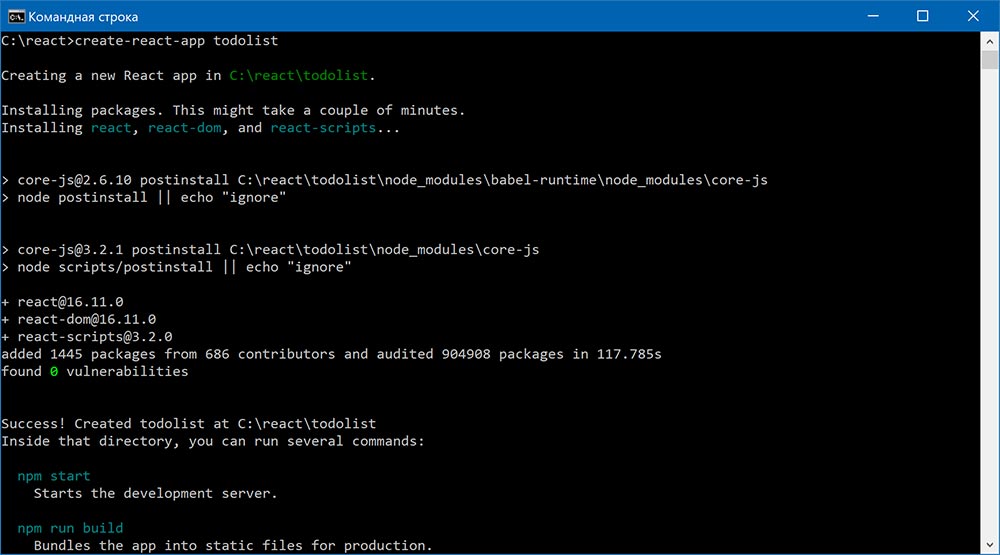 Командная строка
C:\react>create-react-app todolist
Creating a new React app in C:\react\todolist.
Installing packages. This might take a couple of minutes.
Installing react, react-dom, and react-scripts...
> core-js@2.6.10 postinstall C:\react\todolist\node_modules\babel-runtime\node_modules\core-js
> node postinstall || echo "ignore"
> core-js@3.2.1 postinstall C:\react\todolist\node_modules\core-js
> node scripts/postinstall || echo "ignore"
+ react@16.11.0
+ react-dom@16.11.0
+ react-scripts@3.2.0
added 1445 packages from 686 contributors and audited 904908 packages in 117.785s
found 0 vulnerabilities
Success! Created todolist at C:\react\todolist
Inside that directory, you can run several commands:
npm start
Starts the development server.
npm run build
Bundles the app into static files for production.